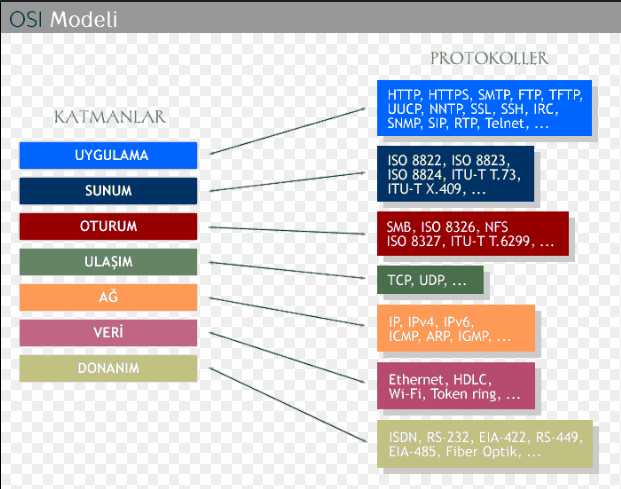 OSI Modeli
PROTOKOLLER
KATMANLAR
UYGULAMA
SUNUM
OTURUM
ULAŞIM
AĞ
VERİ
DONANIM
HTTP, HTTPS, SMTP, FTP, TFTP,
UUCP, NNTP, SSL, SSH, IRC,
SNMP, SIP, RTP, Telnet, ...
ISO 8822, ISO 8823,
ISO 8824, ITU-T T.73,
ITU-T X.409, ...
SMB, ISO 8326, NFS
ISO 8327, ITU-T T.6299, ...
TCP, UDP, ...
IP, IPv4, IPv6,
ICMP, ARP, IGMP, ...
Ethernet, HDLC,
Wi-Fi, Token ring, ...
ISDN, RS-232, EIA-422, RS-449,
EIA-485, Fiber Optik, ...